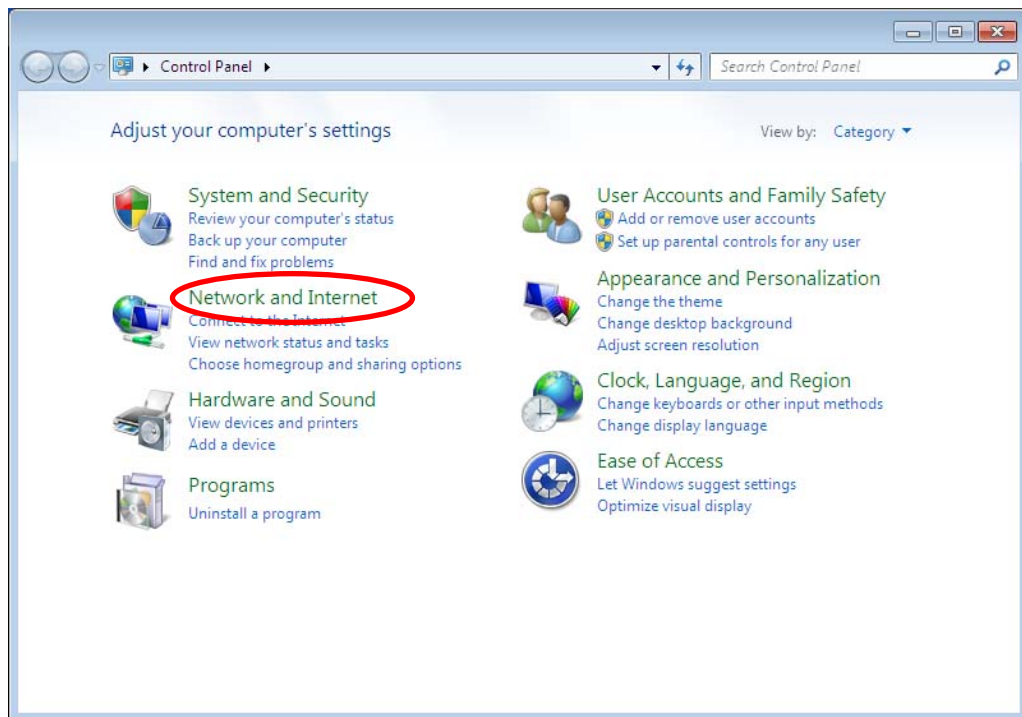 Control Panel
Search Control Panel
Adjust your computer's settings
View by: Category
System and Security
Review your computer's status
Back up your computer
Find and fix problems
Network and Internet
Connect to the Internet
View network status and tasks
Choose homegroup and sharing options
Hardware and Sound
View devices and printers
Add a device
Programs
Uninstall a program
User Accounts and Family Safety
Add or remove user accounts
Set up parental controls for any user
Appearance and Personalization
Change the theme
Change desktop background
Adjust screen resolution
Clock, Language, and Region
Change keyboards or other input methods
Change display language
Ease of Access
Let Windows suggest settings
Optimize visual display